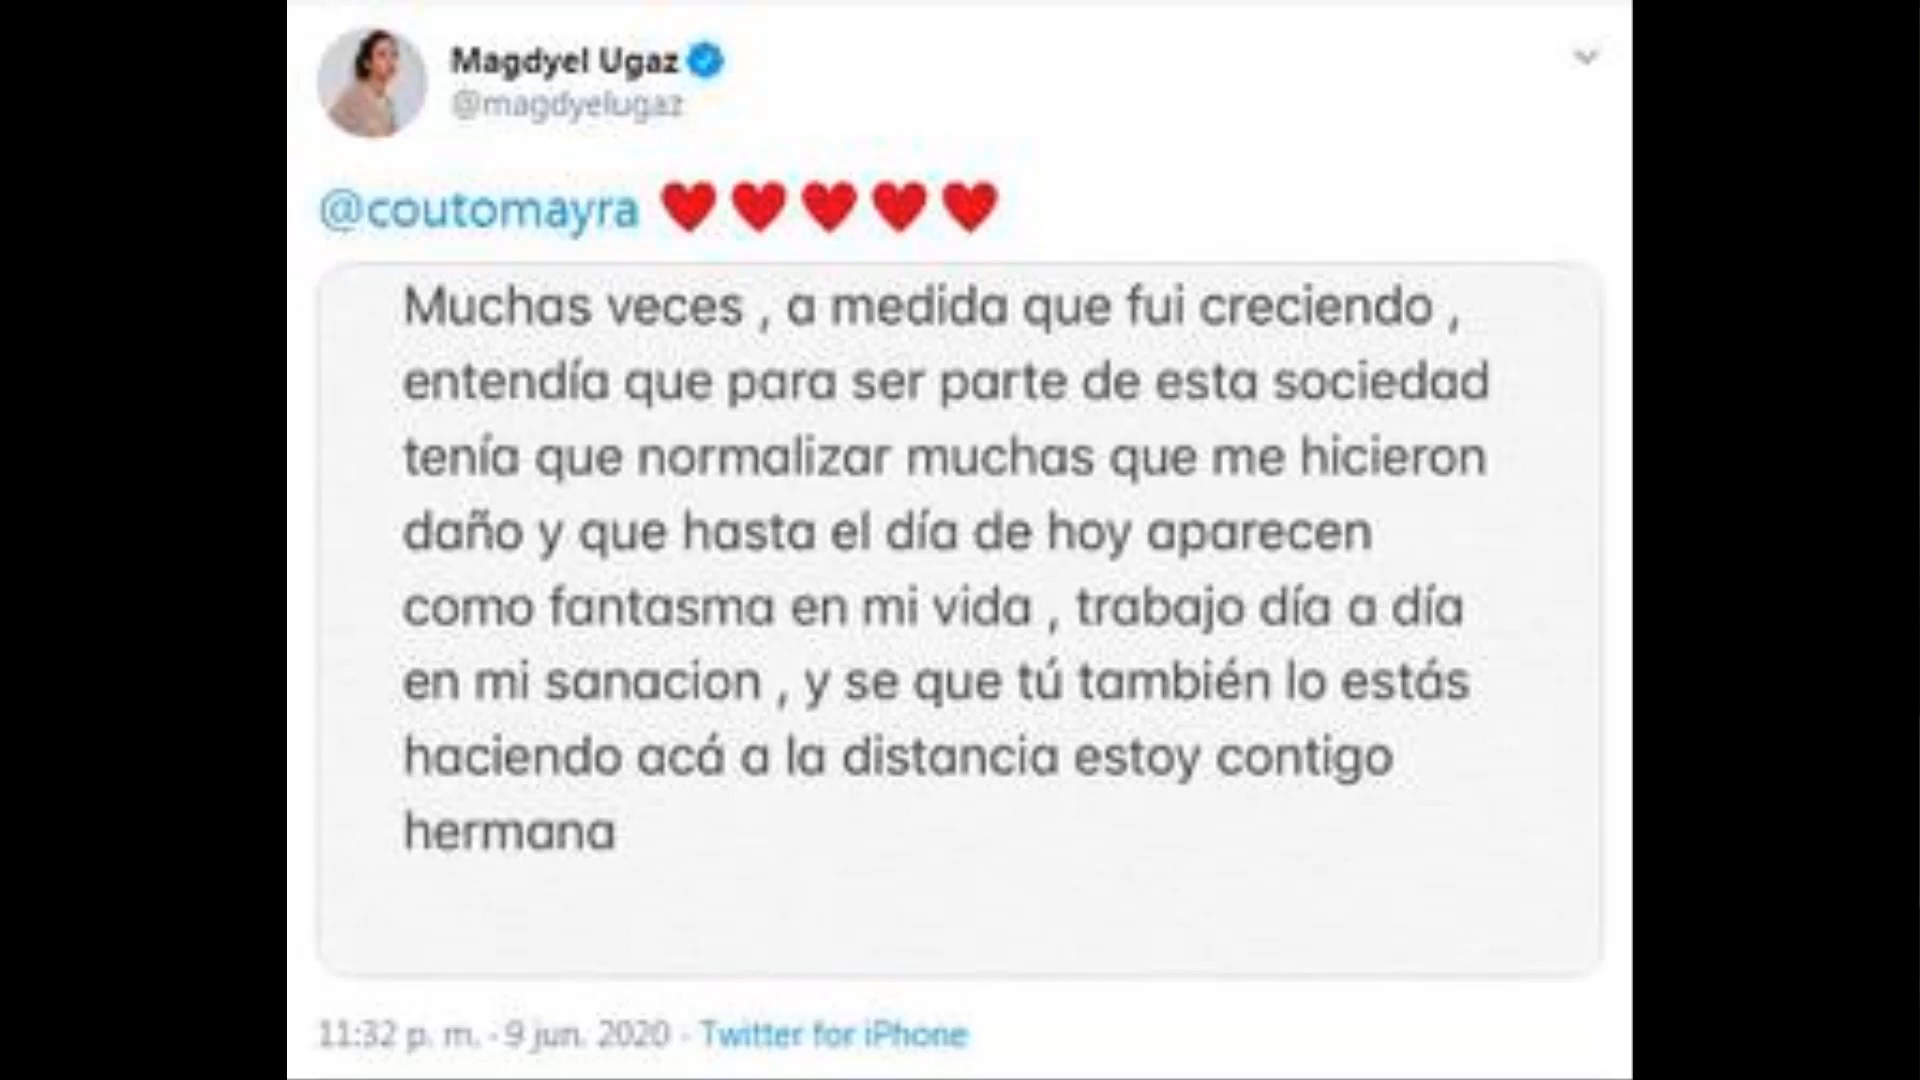 Magdyel Ugaz
@magdyelugaz
@coutomayra ❤❤❤❤❤
Muchas veces , a medida que fui creciendo ,
entendía que para ser parte de esta sociedad
tenía que normalizar muchas que me hicieron
daño y que hasta el día de hoy aparecen
como fantasma en mi vida , trabajo día a día
en mi sanacion , y se que tú también lo estás
haciendo acá a la distancia estoy contigo
hermana
11:32 p. m. · 9 jun. 2020 · Twitter for iPhone